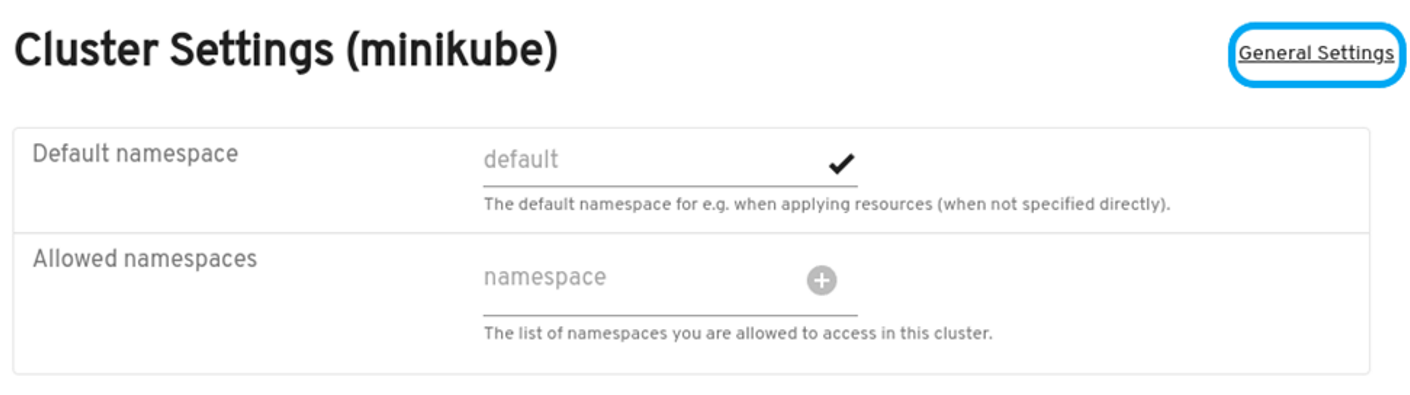 Cluster Settings (minikube)
General Settings
Default namespace
default
The default namespace for e.g. when applying resources (when not specified directly).
Allowed namespaces
namespace
The list of namespaces you are allowed to access in this cluster.